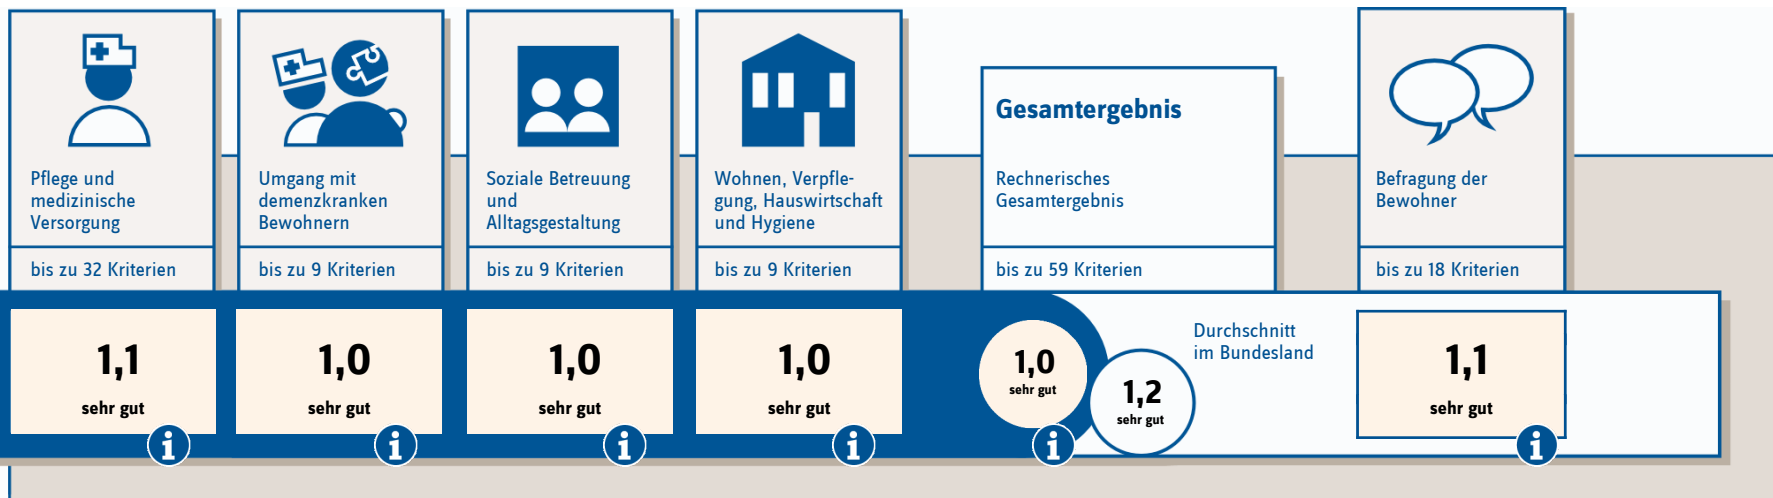 Pflege und
medizinische
Versorgung
bis zu 32 Kriterien
1,1
sehr gut
Umgang mit
demenzkranken
Bewohnern
bis zu 9 Kriterien
1,0
sehr gut
Soziale Betreuung
und
Alltagsgestaltung
bis zu 9 Kriterien
1,0
sehr gut
Wohnen, Verpfle-
gung, Hauswirtschaft
und Hygiene
bis zu 9 Kriterien
1,0
sehr gut
Gesamtergebnis
Rechnerisches
Gesamtergebnis
bis zu 59 Kriterien
1,0
sehr gut
1,2
sehr gut
Durchschnitt
im Bundesland
Befragung der
Bewohner
bis zu 18 Kriterien
1,1
sehr gut
i
i
i
i
i
i